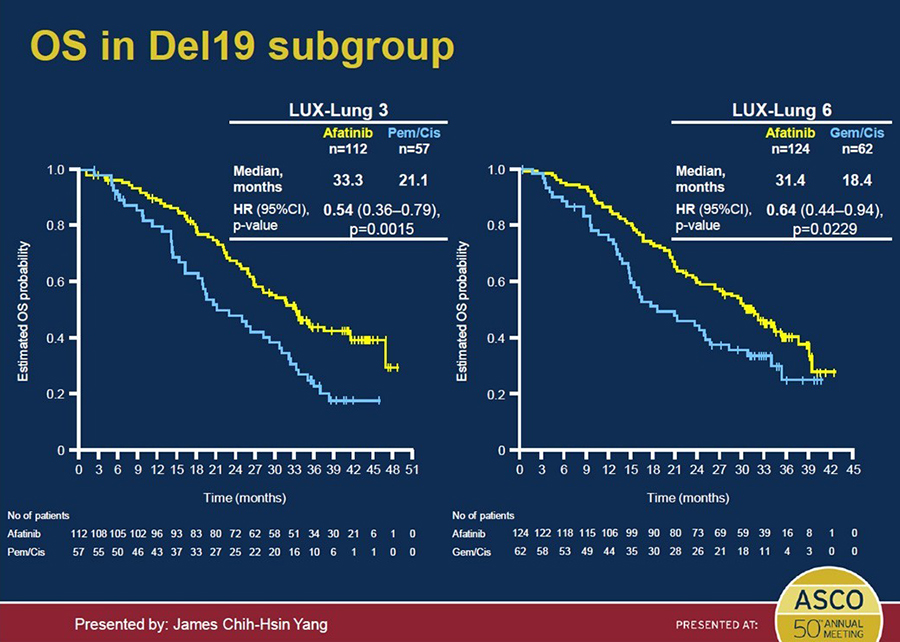 OS in Del19 subgroup
LUX-Lung 3
Afatinib Pem/Cis
n=112 n=57
Median, months 33.3 21.1
HR (95%CI), p-value 0.54 (0.36–0.79), p=0.0015
Estimated OS probability
1.0
0.8
0.6
0.4
0.2
0
0 3 6 9 12 15 18 21 24 27 30 33 36 39 42 45 48 51
Time (months)
No of patients
Afatinib 112 108 105 102 96 93 83 80 72 62 58 51 34 30 21 6 1 0
Pem/Cis 57 55 50 46 43 37 33 27 25 22 20 16 10 6 1 1 0 0
LUX-Lung 6
Afatinib Gem/Cis
n=124 n=62
Median, months 31.4 18.4
HR (95%CI), p-value 0.64 (0.44–0.94), p=0.0229
Estimated OS probability
1.0
0.8
0.6
0.4
0.2
0
0 3 6 9 12 15 18 21 24 27 30 33 36 39 42 45
Time (months)
No of patients
Afatinib 124 122 118 115 106 99 90 80 73 69 59 39 16 8 1 0
Gem/Cis 62 58 53 49 44 35 30 28 26 21 18 11 4 3 0 0
Presented by: James Chih-Hsin Yang
PRESENTED AT:
ASCO
50TH ANNUAL
MEETING